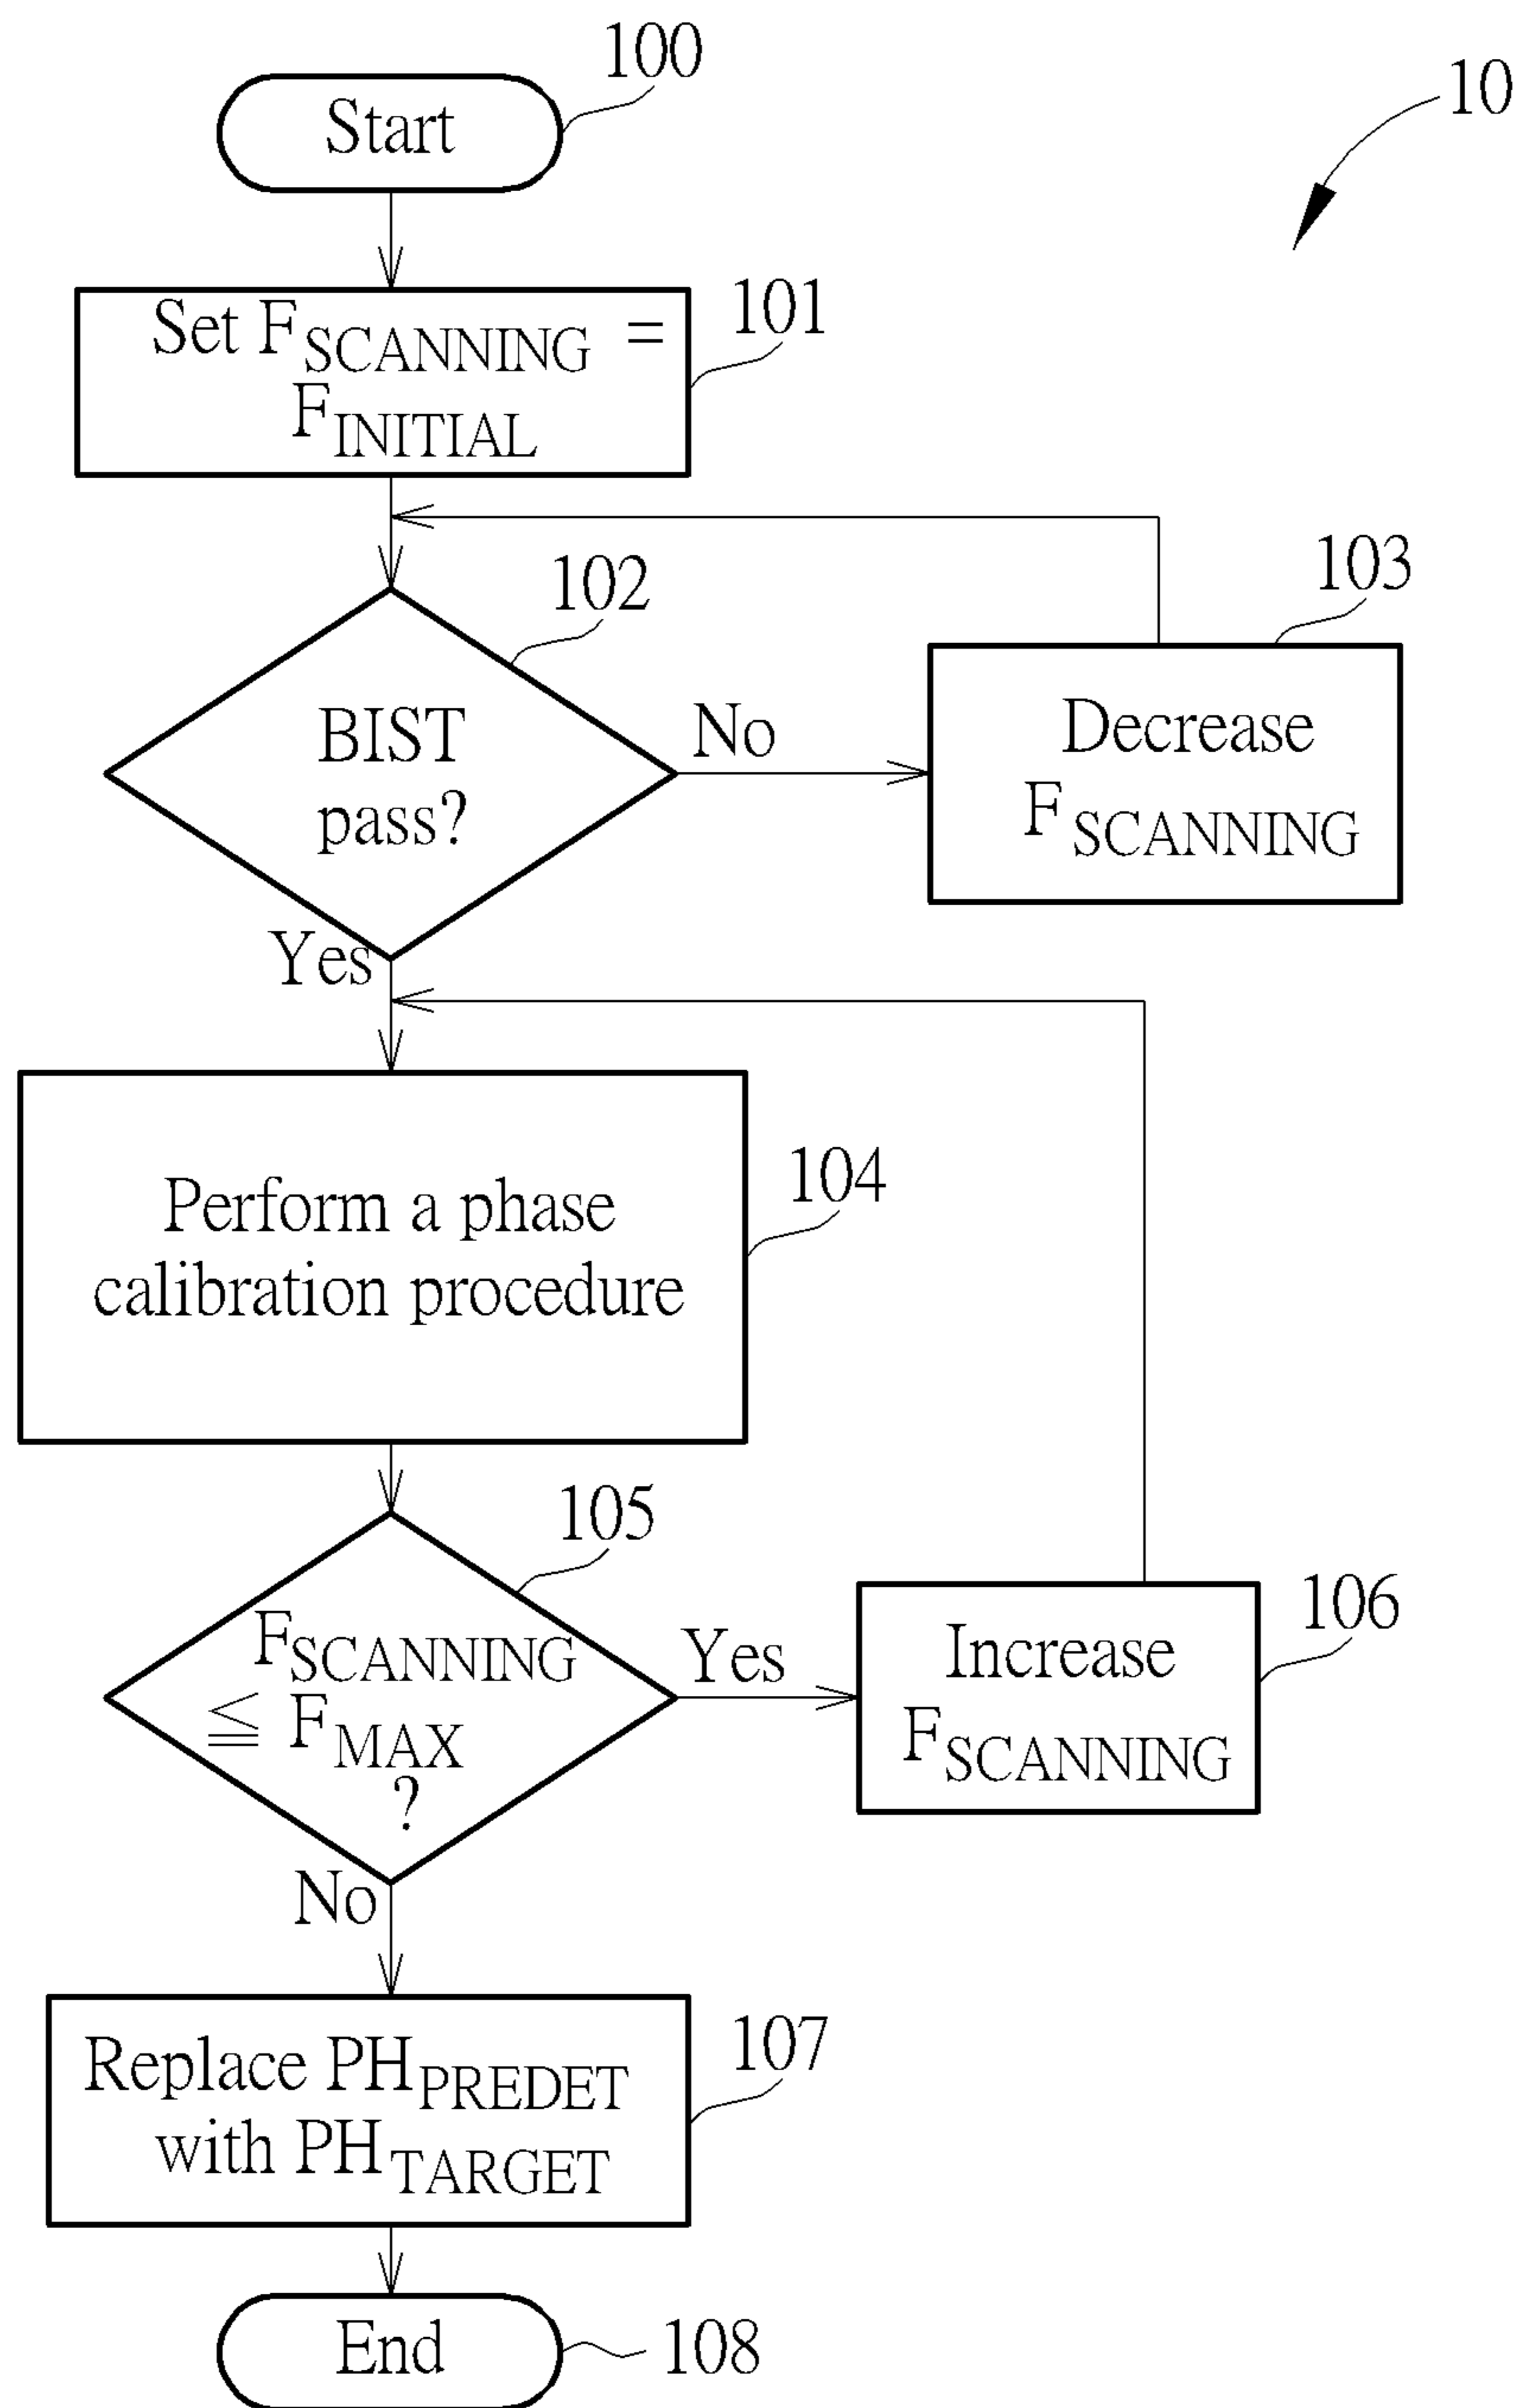 100
Start
10
101
Set FSCANNING =
FINITIAL
102
103
BIST
pass?
No
Decrease
FSCANNING
Yes
104
Perform a phase
calibration procedure
105
106
FSCANNING
≦ FMAX
?
Yes
Increase
FSCANNING
No
107
Replace PHPREDET
with PHTARGET
End
108